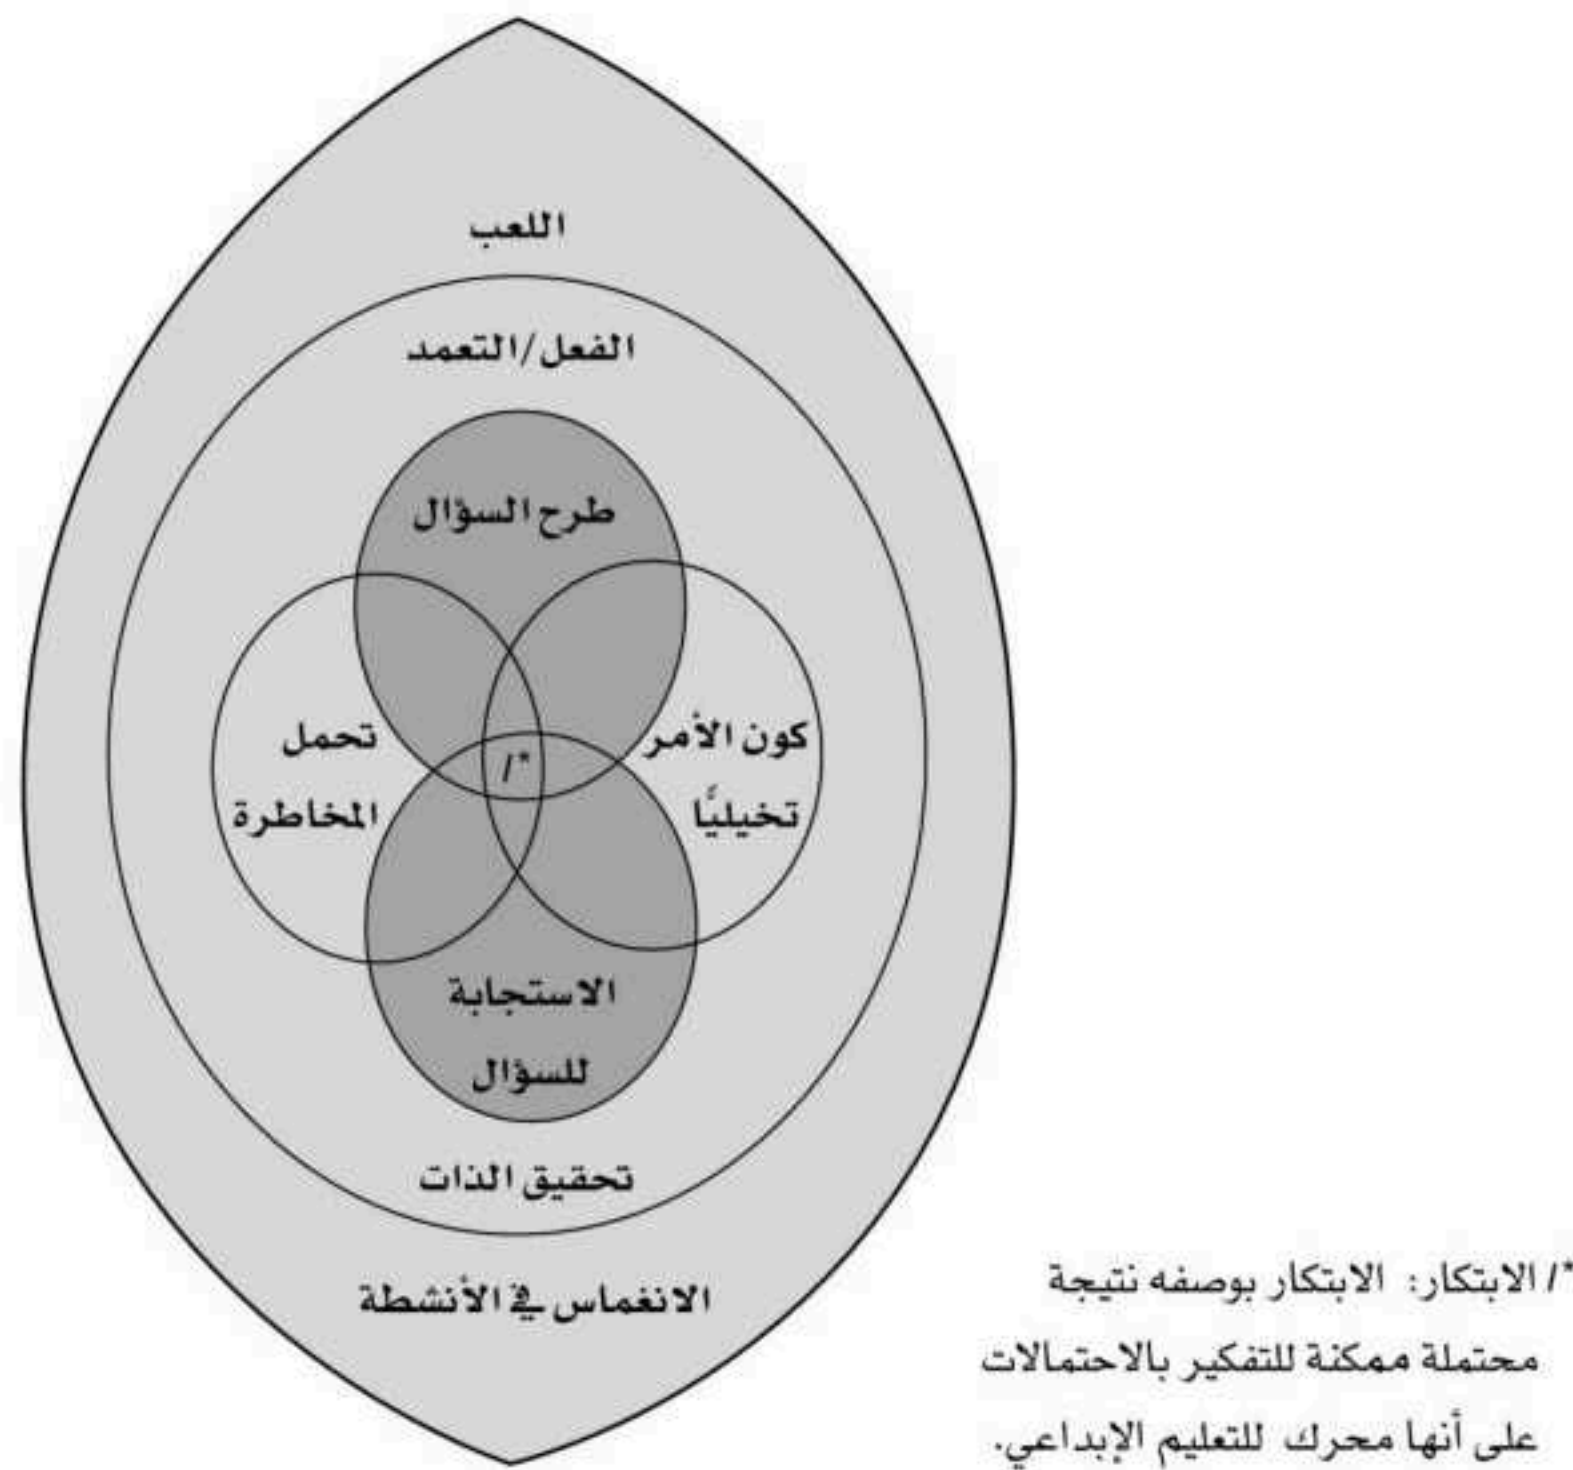 اللعب
الفعل/التعمد
طرح السؤال
كون الأمر
تخيليًّا
تحمل
المخاطرة
*/
الاستجابة
للسؤال
تحقيق الذات
الانغماس في الأنشطة
*/ الابتكار: الابتكار بوصفه نتيجة
محتملة ممكنة للتفكير بالاحتمالات
على أنها محرك للتعليم الإبداعي.